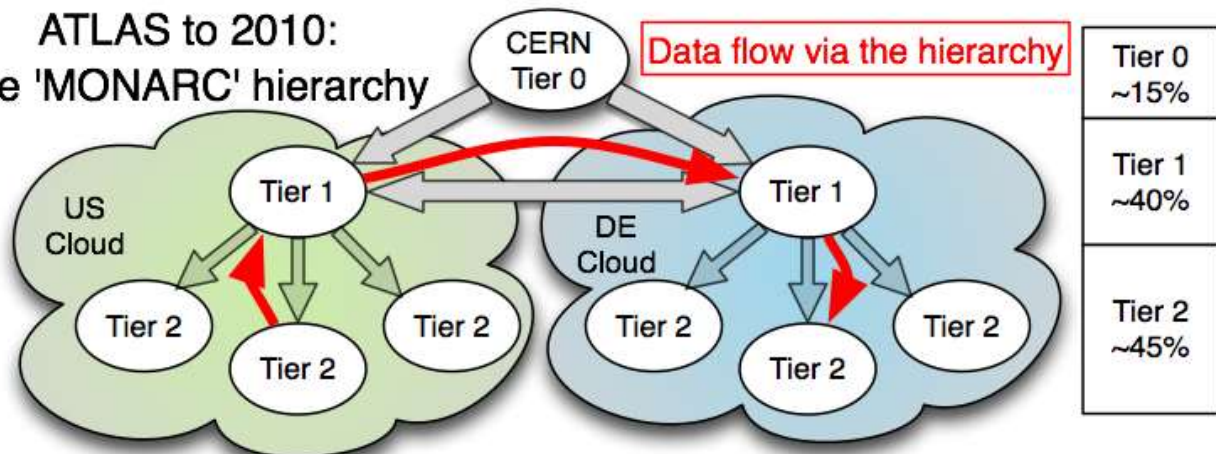 ATLAS to 2010:
e 'MONARC' hierarchy
CERN
Tier 0
Data flow via the hierarchy
Tier 0
~15%
Tier 1
~40%
Tier 2
~45%
US
Cloud
Tier 1
Tier 2
Tier 2
Tier 2
DE
Cloud
Tier 1
Tier 2
Tier 2
Tier 2